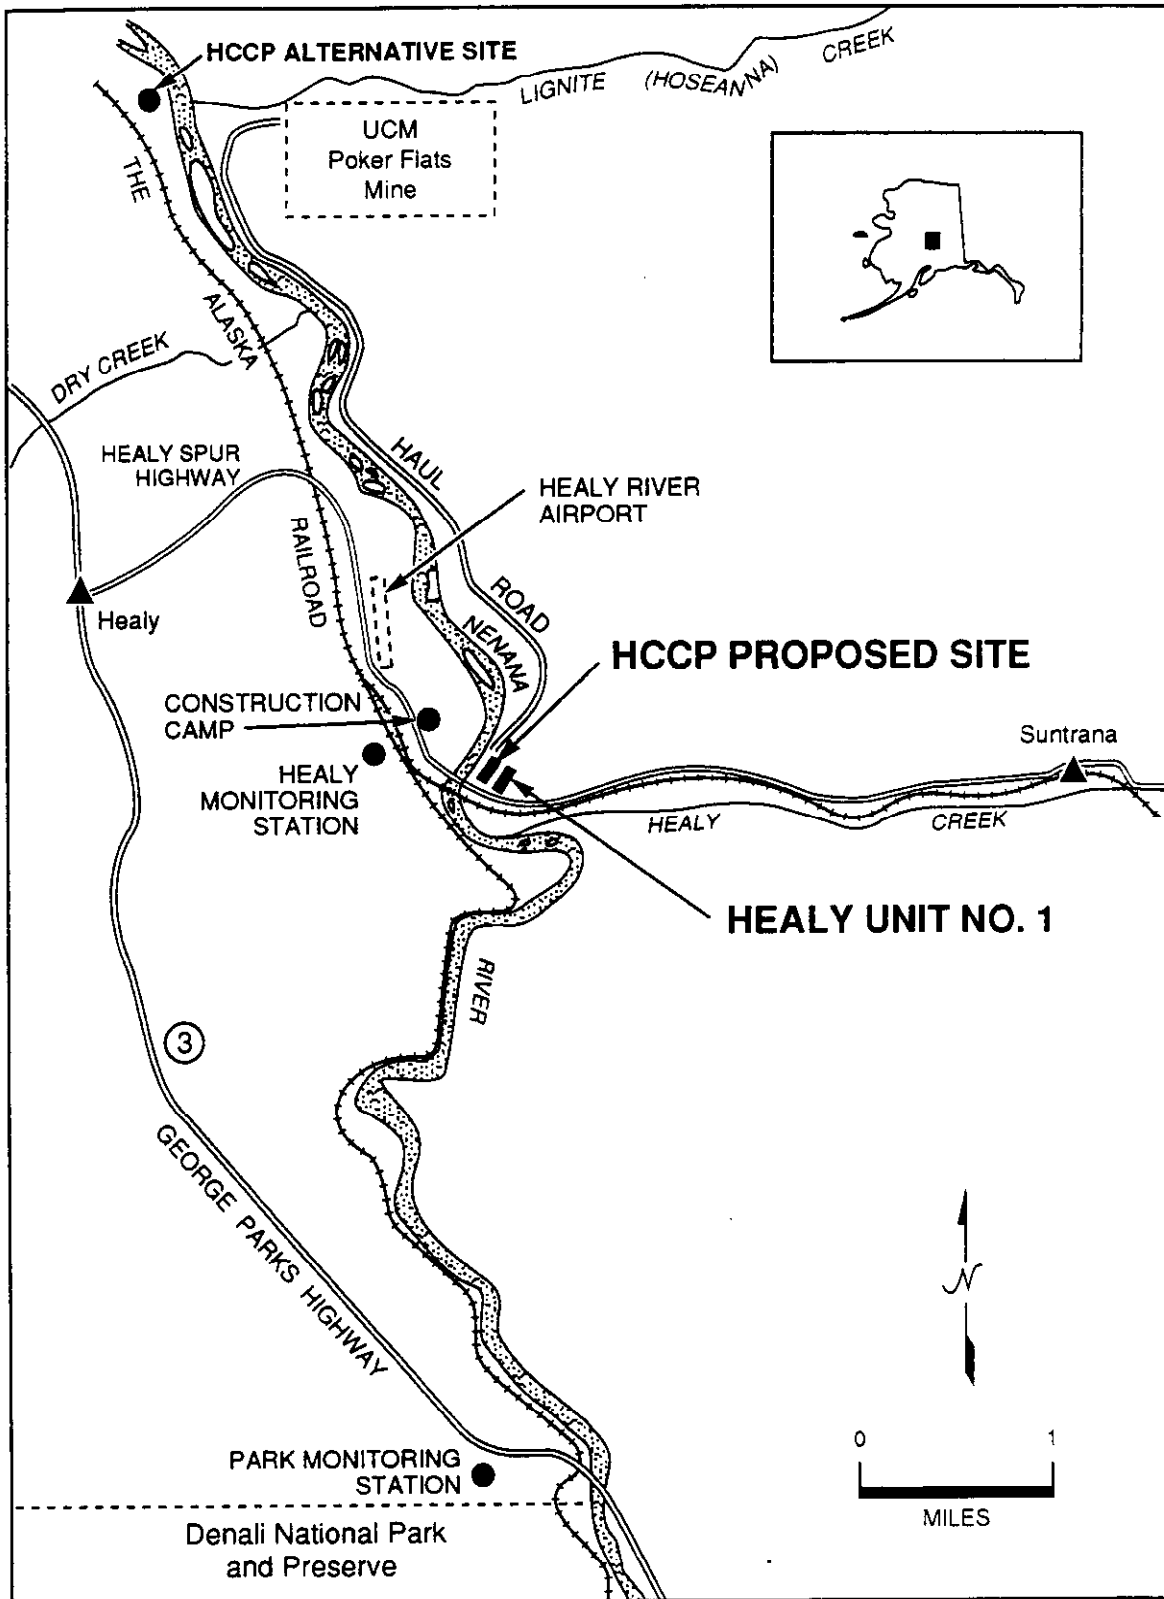 HCCP ALTERNATIVE SITE
LIGNITE (HOSEANNA) CREEK
UCM
Poker Flats
Mine
THE ALASKA RAILROAD
DRY CREEK
HEALY SPUR
HIGHWAY
HAUL ROAD
HEALY RIVER
AIRPORT
Healy
NENANA RIVER
HCCP PROPOSED SITE
CONSTRUCTION
CAMP
Suntrana
HEALY
MONITORING
STATION
HEALY CREEK
HEALY UNIT NO. 1
3
GEORGE PARKS HIGHWAY
N
0 1
MILES
PARK MONITORING
STATION
Denali National Park
and Preserve